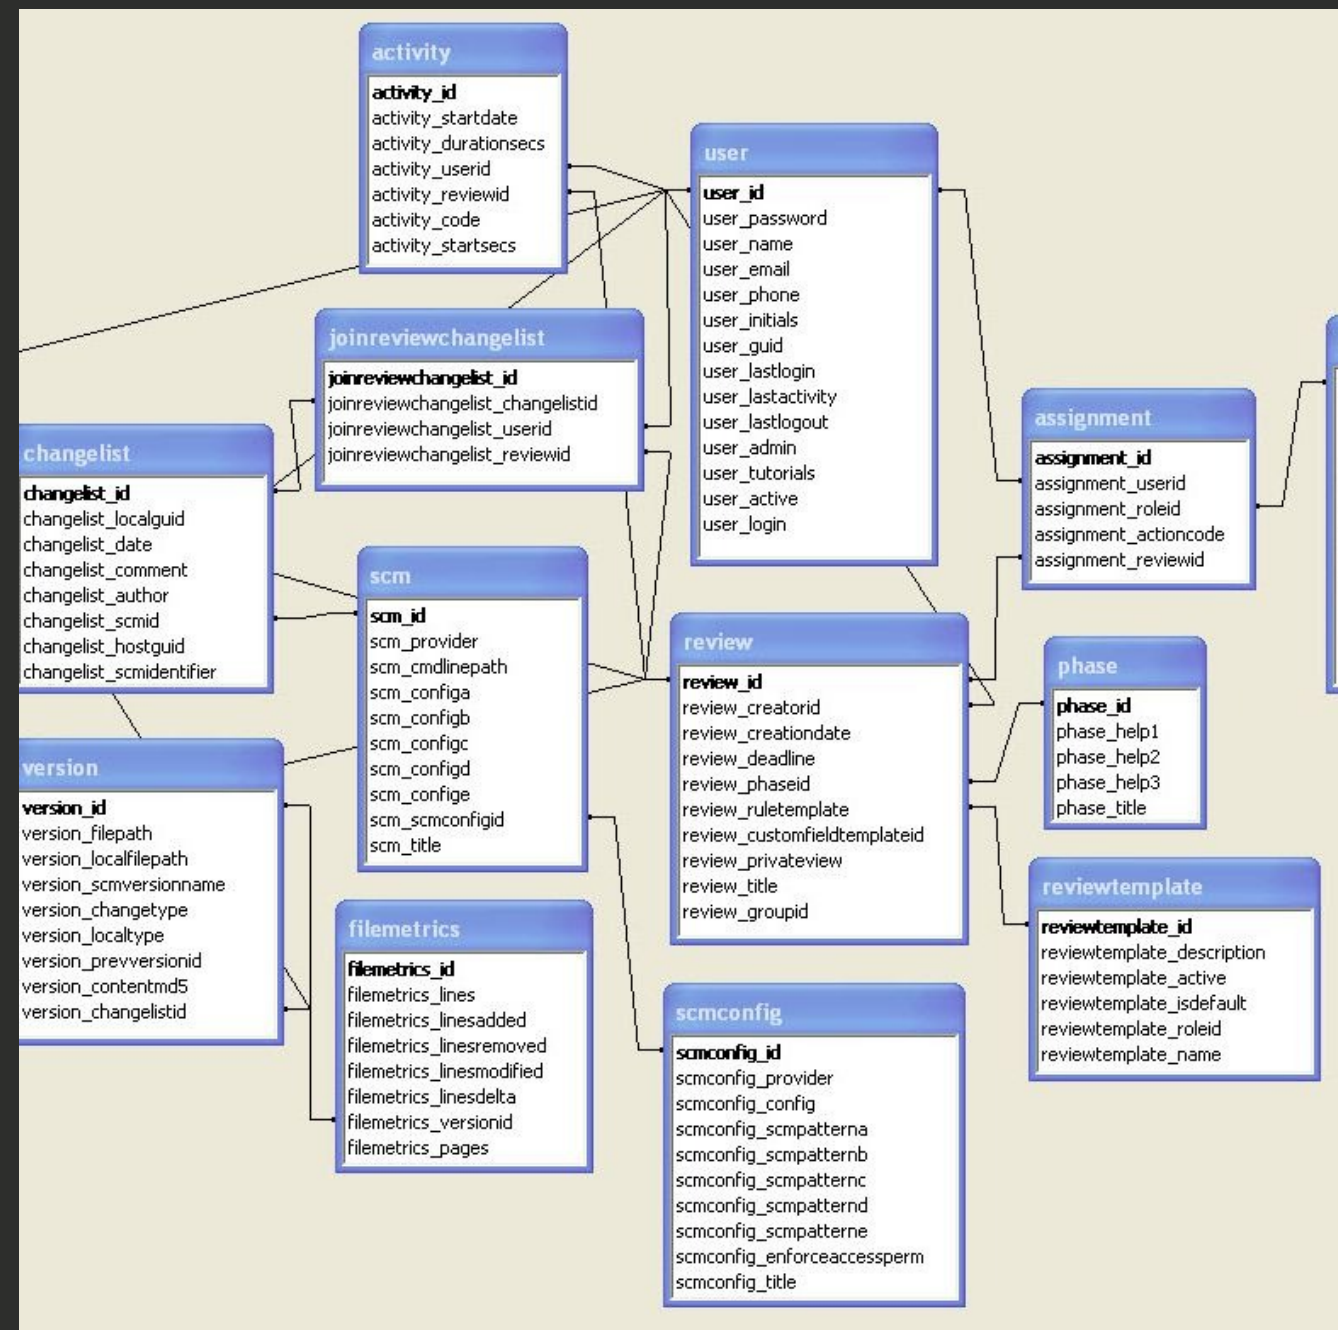 activity
activity_id
activity_startdate
activity_durationsecs
activity_userid
activity_reviewid
activity_code
activity_startsecs
user
user_id
user_password
user_name
user_email
user_phone
user_initials
user_guid
user_lastlogin
user_lastactivity
user_lastlogout
user_admin
user_tutorials
user_active
user_login
joinreviewchangelist
joinreviewchangelist_id
joinreviewchangelist_changelistid
joinreviewchangelist_userid
joinreviewchangelist_reviewid
assignment
assignment_id
assignment_userid
assignment_roleid
assignment_actioncode
assignment_reviewid
changelist
changelist_id
changelist_localguid
changelist_date
changelist_comment
changelist_author
changelist_scmid
changelist_hostguid
changelist_scmidentifier
scm
scm_id
scm_provider
scm_cmdlinepath
scm_configa
scm_configb
scm_configc
scm_configd
scm_confige
scm_scmconfigid
scm_title
review
review_id
review_creatorid
review_creationdate
review_deadline
review_phaseid
review_ruletemplate
review_customfieldtemplateid
review_privateview
review_title
review_groupid
phase
phase_id
phase_help1
phase_help2
phase_help3
phase_title
version
version_id
version_filepath
version_localfilepath
version_scmversionname
version_changetype
version_localtype
version_prevversionid
version_contentmd5
version_changelistid
reviewtemplate
reviewtemplate_id
reviewtemplate_description
reviewtemplate_active
reviewtemplate_isdefault
reviewtemplate_roleid
reviewtemplate_name
filemetrics
filemetrics_id
filemetrics_lines
filemetrics_linesadded
filemetrics_linesremoved
filemetrics_linesmodified
filemetrics_linesdelta
filemetrics_versionid
filemetrics_pages
scmconfig
scmconfig_id
scmconfig_provider
scmconfig_config
scmconfig_scmpatterna
scmconfig_scmpatternb
scmconfig_scmpatternc
scmconfig_scmpatternd
scmconfig_scmpatterne
scmconfig_enforceaccessperm
scmconfig_title